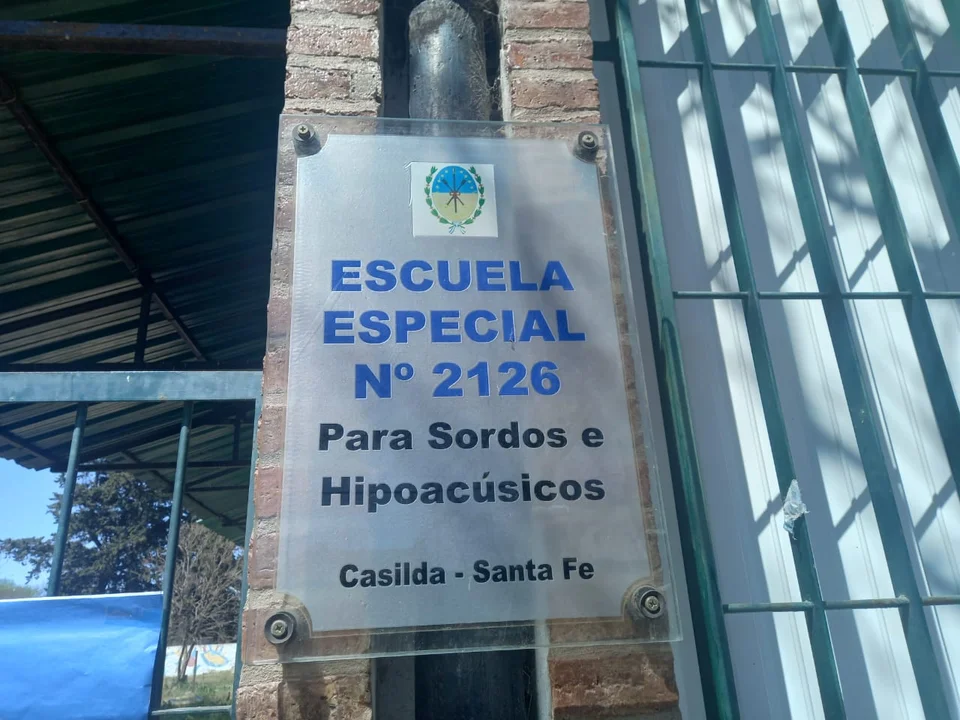 ESCUELA
ESPECIAL
Nº 2126
Para Sordos e
Hipoacúsicos
Casilda - Santa Fe